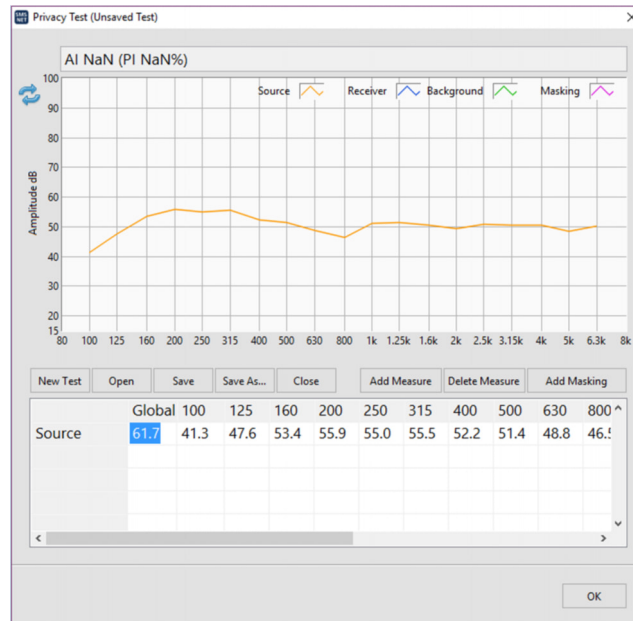 SMS NET Privacy Test (Unsaved Test)
AI NaN (PI NaN%)
Source Receiver Background Masking
Amplitude dB
100
90
80
70
60
50
40
30
20
15
80 100 125 160 200 250 315 400 500 630 800 1k 1.25k 1.6k 2k 2.5k 3.15k 4k 5k 6.3k 8k
New Test Open Save Save As... Close Add Measure Delete Measure Add Masking
Global 100 125 160 200 250 315 400 500 630 800
Source 61.7 41.3 47.6 53.4 55.9 55.0 55.5 52.2 51.4 48.8 46.5
OK